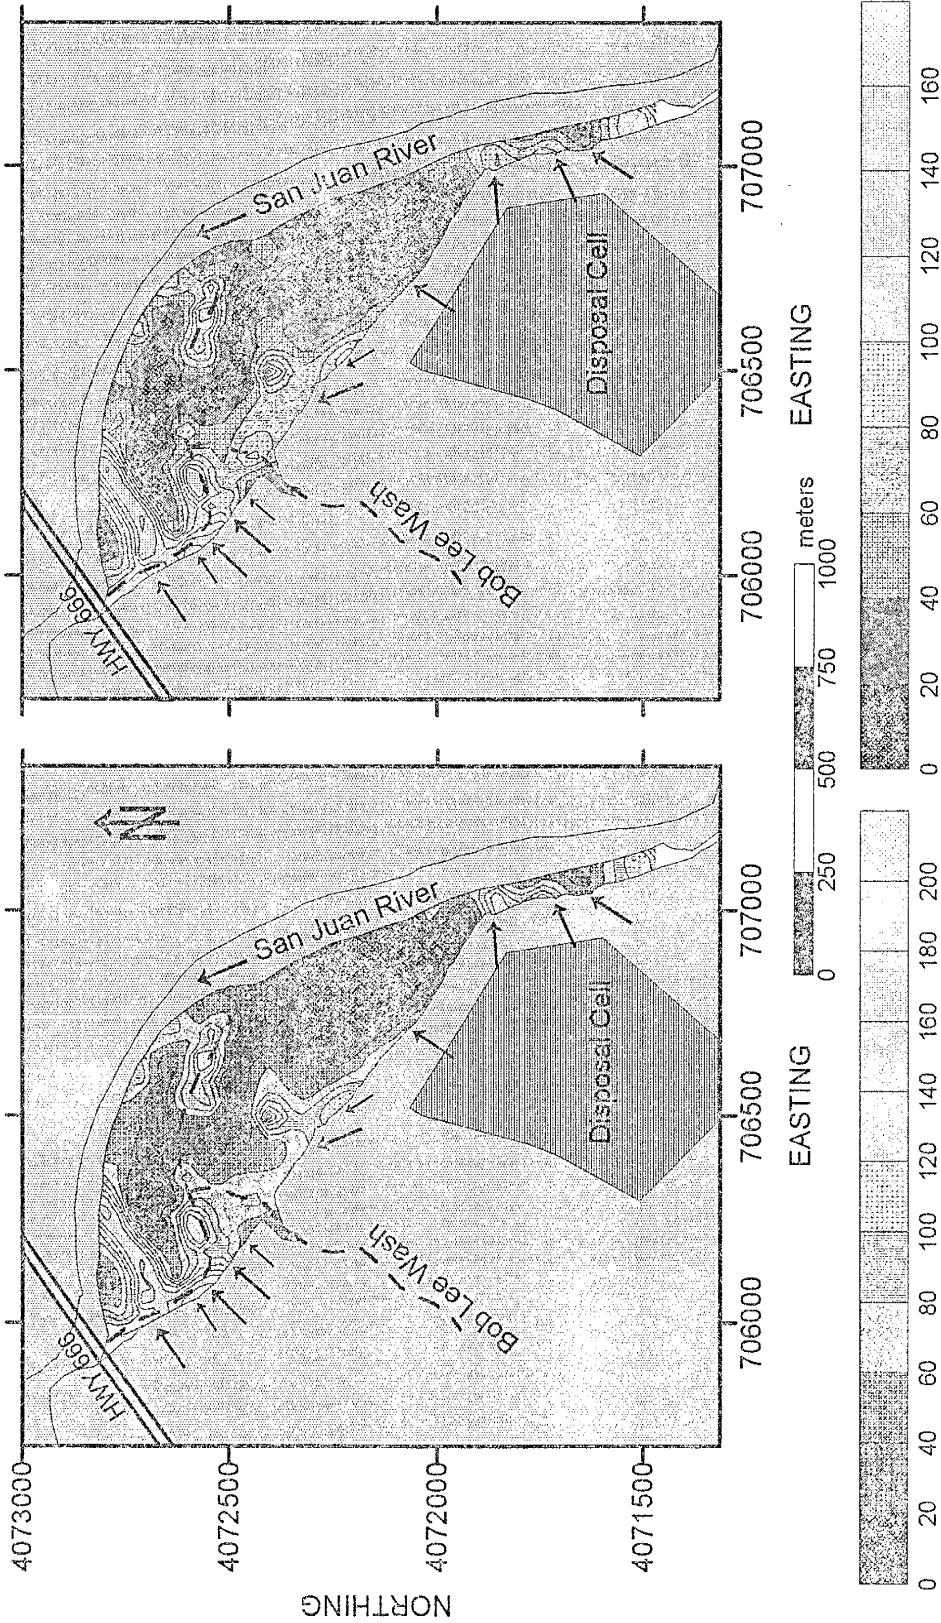 4073000
4072500
4072000
4071500
NORTHING
HWY 666
San Juan River
N
Bob Lee Wash
Disposal Cell
706000
706500
707000
EASTING
HWY 666
San Juan River
Bob Lee Wash
Disposal Cell
706000
706500
707000
EASTING
0
250
500
750
1000
meters
0
20
40
60
80
100
120
140
160
180
200
0
20
40
60
80
100
120
140
160